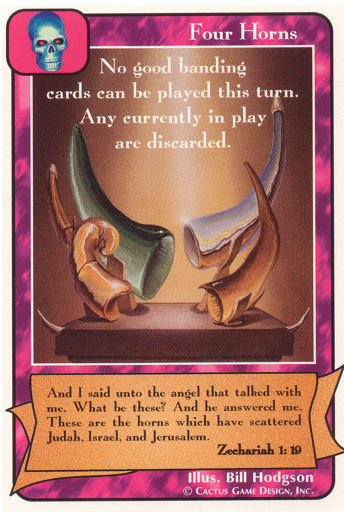 Four Horns
No good banding
cards can be played this turn.
Any currently in play
are discarded.
And I said unto the angel that talked with
me, What be these? And he answered me,
These are the horns which have scattered
Judah, Israel, and Jerusalem.
Zechariah 1: 19
Illus. Bill Hodgson
© Cactus Game Design, Inc.